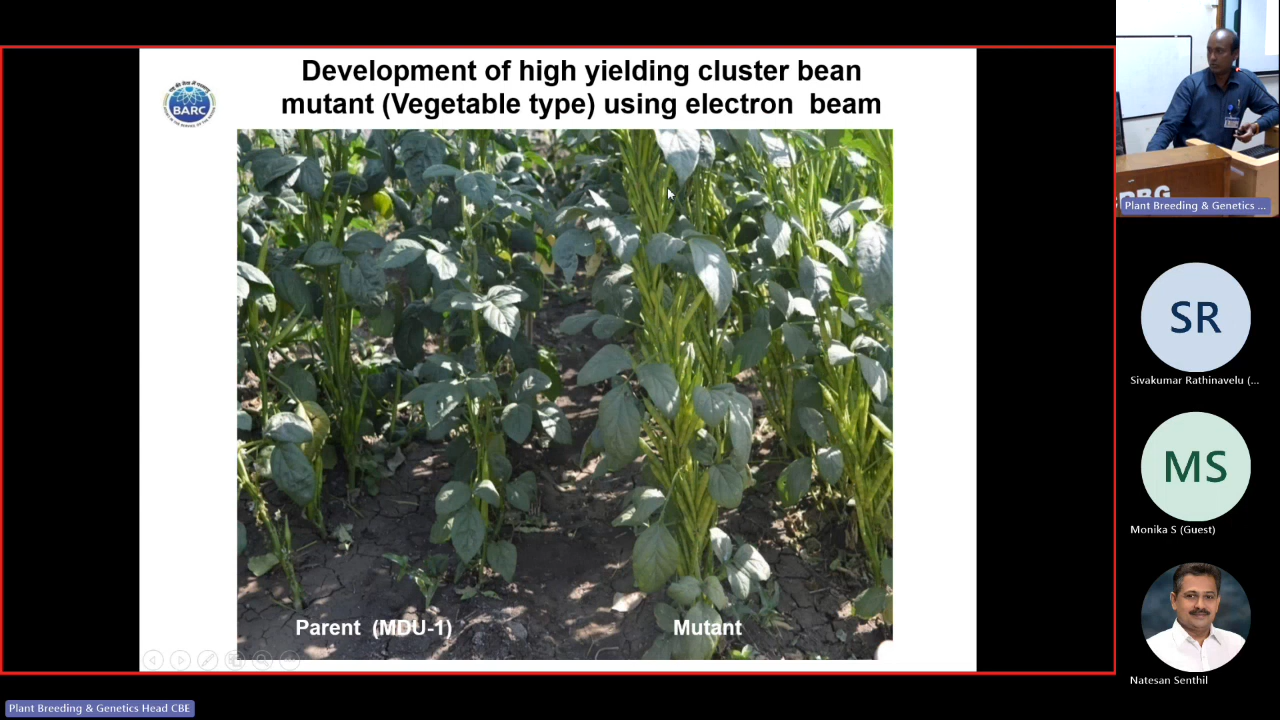 Development of high yielding cluster bean
mutant (Vegetable type) using electron beam
BARC
Parent (MDU-1)
Mutant
Plant Breeding & Genetics ...
SR
Sivakumar Rathinavelu (...
MS
Monika S (Guest)
Natesan Senthil
Plant Breeding & Genetics Head CBE